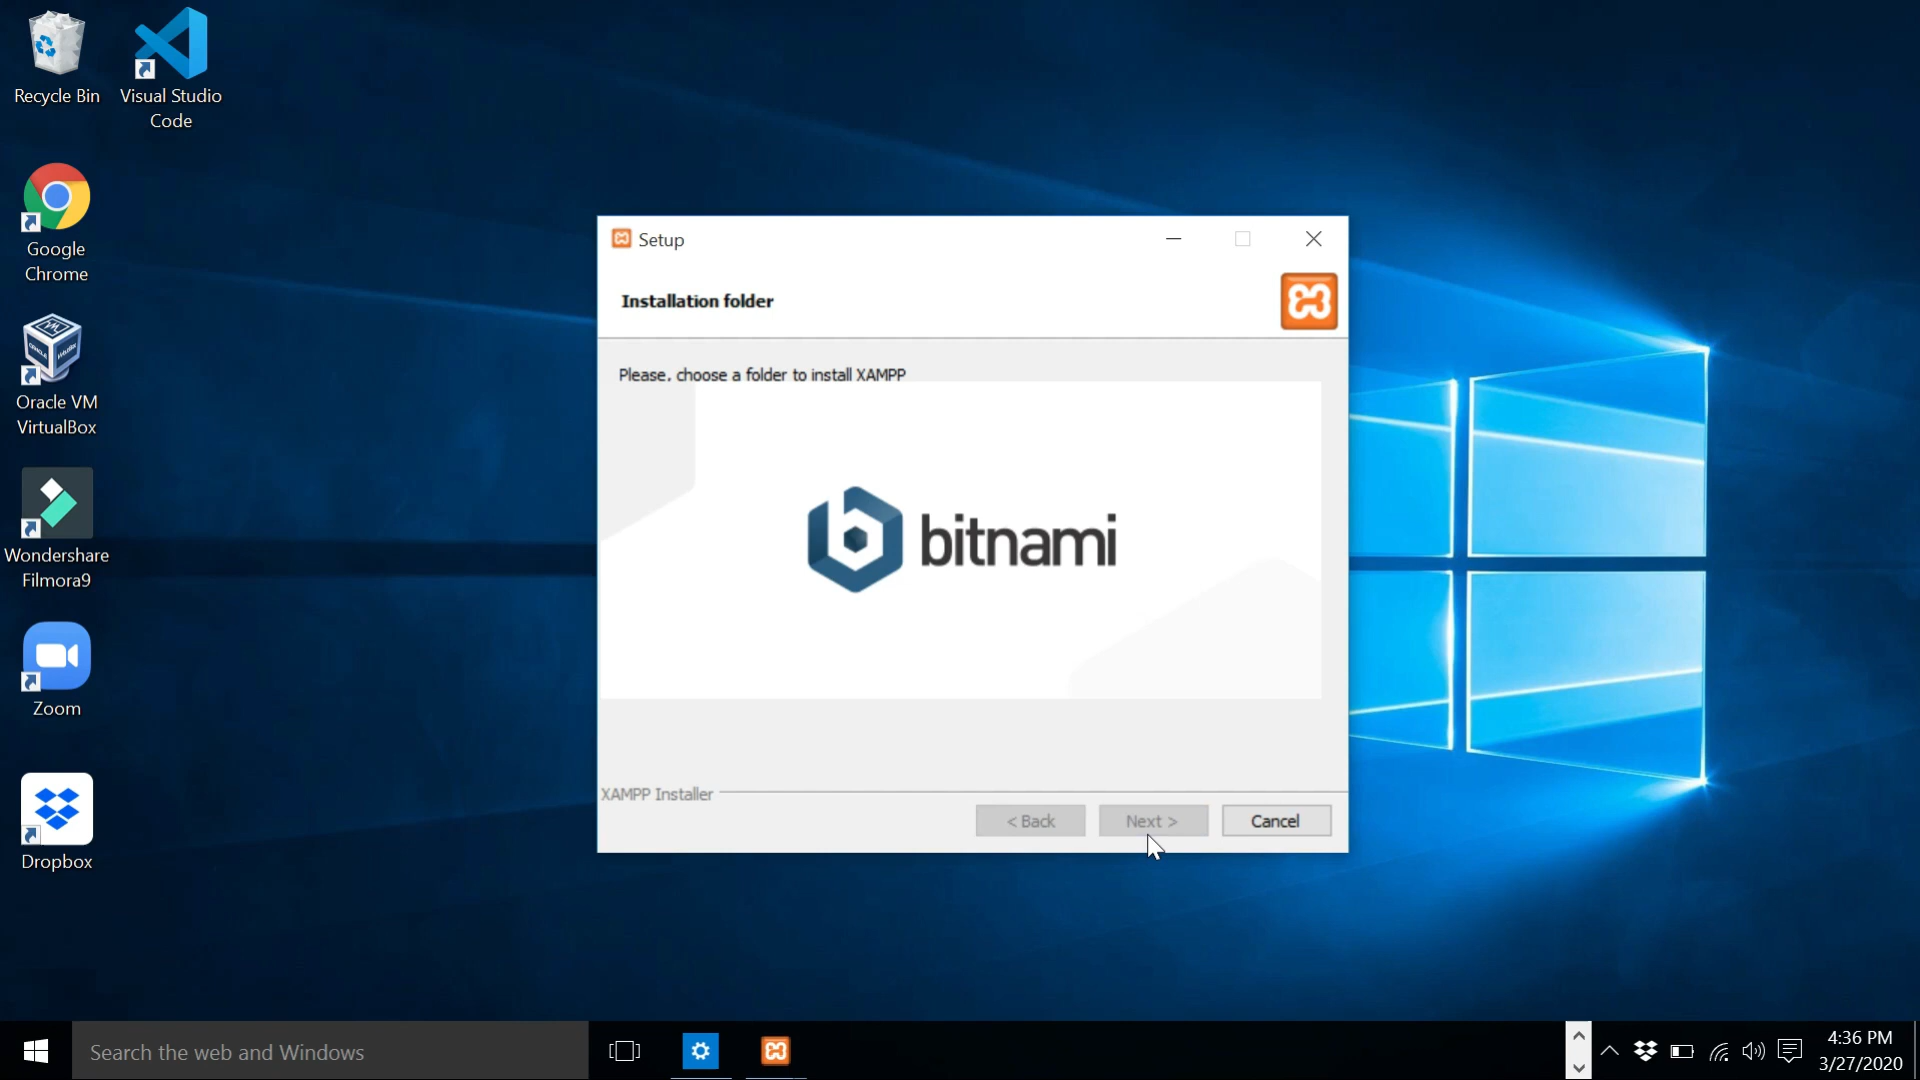 Recycle Bin
Visual Studio
Code
Google
Chrome
Oracle VM
VirtualBox
Wondershare
Filmora9
Zoom
Dropbox
Setup
Installation folder
Please, choose a folder to install XAMPP
bitnami
XAMPP Installer
< Back
Next >
Cancel
Search the web and Windows
4:36 PM
3/27/2020